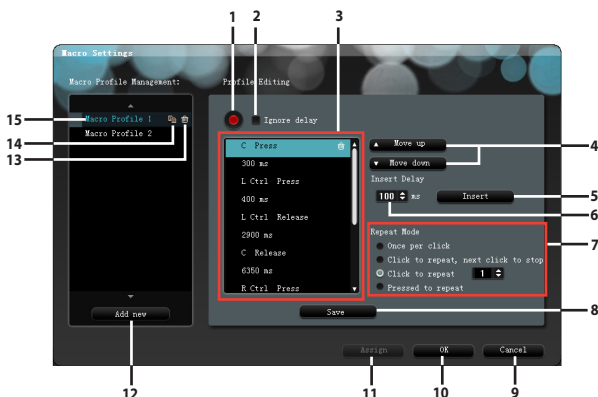 1 2 3
Macro Settings
Macro Profile Management: Profile Editing
Ignore delay
15 Macro Profile 1
14 Macro Profile 2
13
C Press
300 ms
L Ctrl Press
400 ms
L Ctrl Release
2900 ms
C Release
6350 ms
R Ctrl Press
Move up
4
Move down
Insert Delay
100 ms Insert 5
6
Repeat Mode
7
Once per click
Click to repeat, next click to stop
Click to repeat 1
Pressed to repeat
Add new Save 8
Assign OK Cancel
12 11 10 9